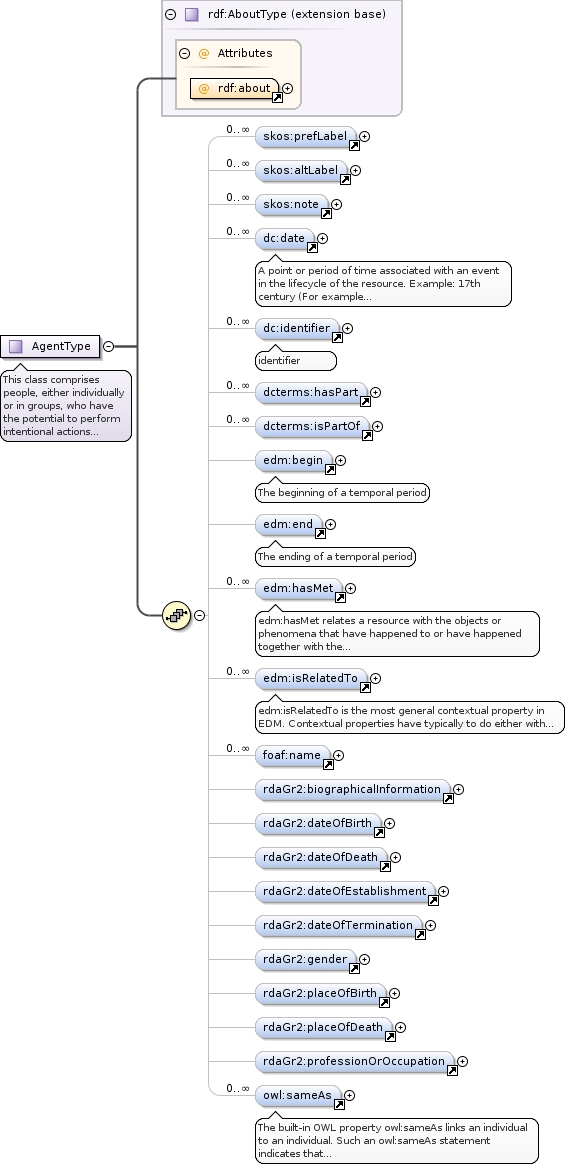 rdf:AboutType (extension base)
@ Attributes
@ rdf:about
0..∞ skos:prefLabel
0..∞ skos:altLabel
0..∞ skos:note
0..∞ dc:date
A point or period of time associated with an event
in the lifecycle of the resource. Example: 17th
century (For example...
0..∞ dc:identifier
identifier
AgentType
This class comprises
people, either individually
or in groups, who have
the potential to perform
intentional actions...
0..∞ dcterms:hasPart
0..∞ dcterms:isPartOf
edm:begin
The beginning of a temporal period
edm:end
The ending of a temporal period
0..∞ edm:hasMet
edm:hasMet relates a resource with the objects or
phenomena that have happened to or have happened
together with the...
0..∞ edm:isRelatedTo
edm:isRelatedTo is the most general contextual property in
EDM. Contextual properties have typically to do either with...
0..∞ foaf:name
rdaGr2:biographicalInformation
rdaGr2:dateOfBirth
rdaGr2:dateOfDeath
rdaGr2:dateOfEstablishment
rdaGr2:dateOfTermination
rdaGr2:gender
rdaGr2:placeOfBirth
rdaGr2:placeOfDeath
rdaGr2:professionOrOccupation
0..∞ owl:sameAs
The built-in OWL property owl:sameAs links an individual
to an individual. Such an owl:sameAs statement
indicates that...